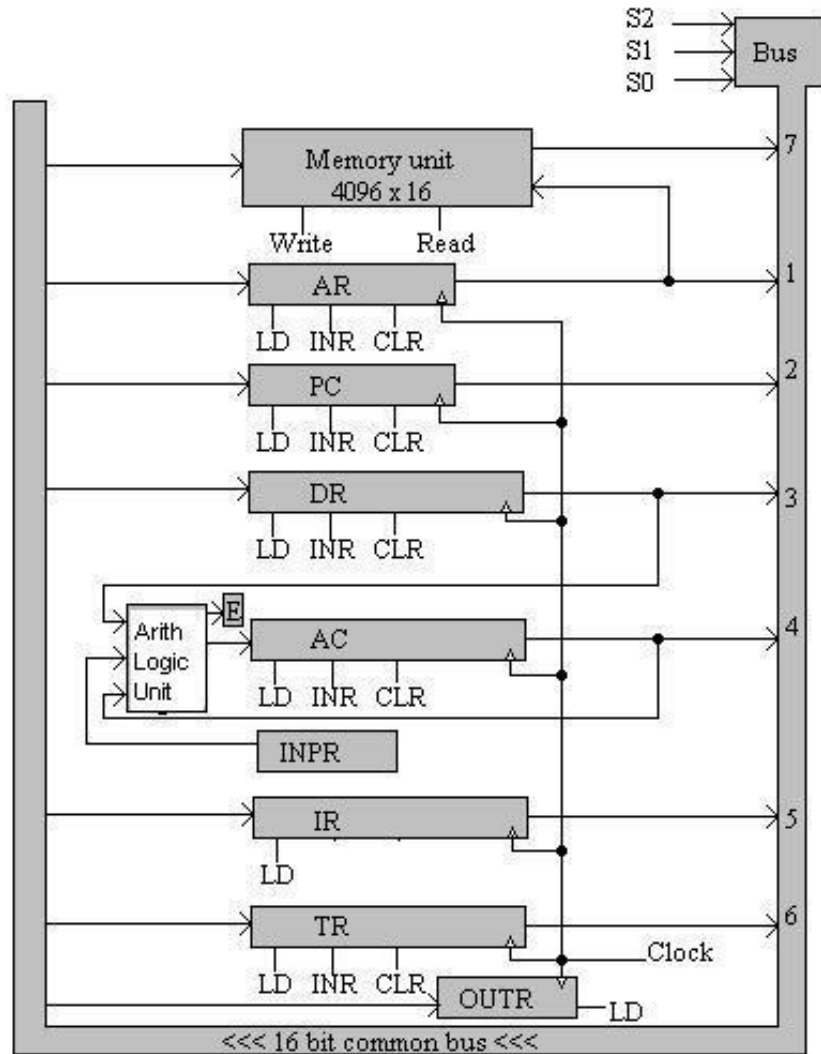 S2
S1
S0
Bus
7
Memory unit
4096 x 16
Write Read
1
AR
LD INR CLR
2
PC
LD INR CLR
3
DR
LD INR CLR
E
4
Arith
Logic
Unit
AC
LD INR CLR
INPR
5
IR
LD
6
TR
Clock
LD INR CLR
OUTR
LD
<<< 16 bit common bus <<<